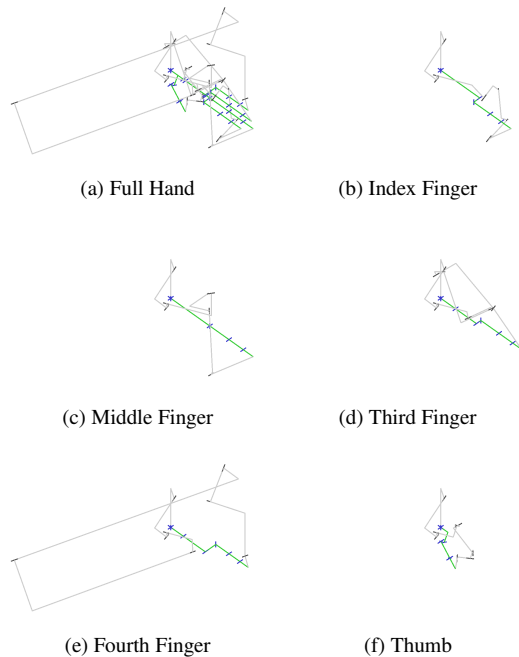 (a) Full Hand
(b) Index Finger
(c) Middle Finger
(d) Third Finger
(e) Fourth Finger
(f) Thumb